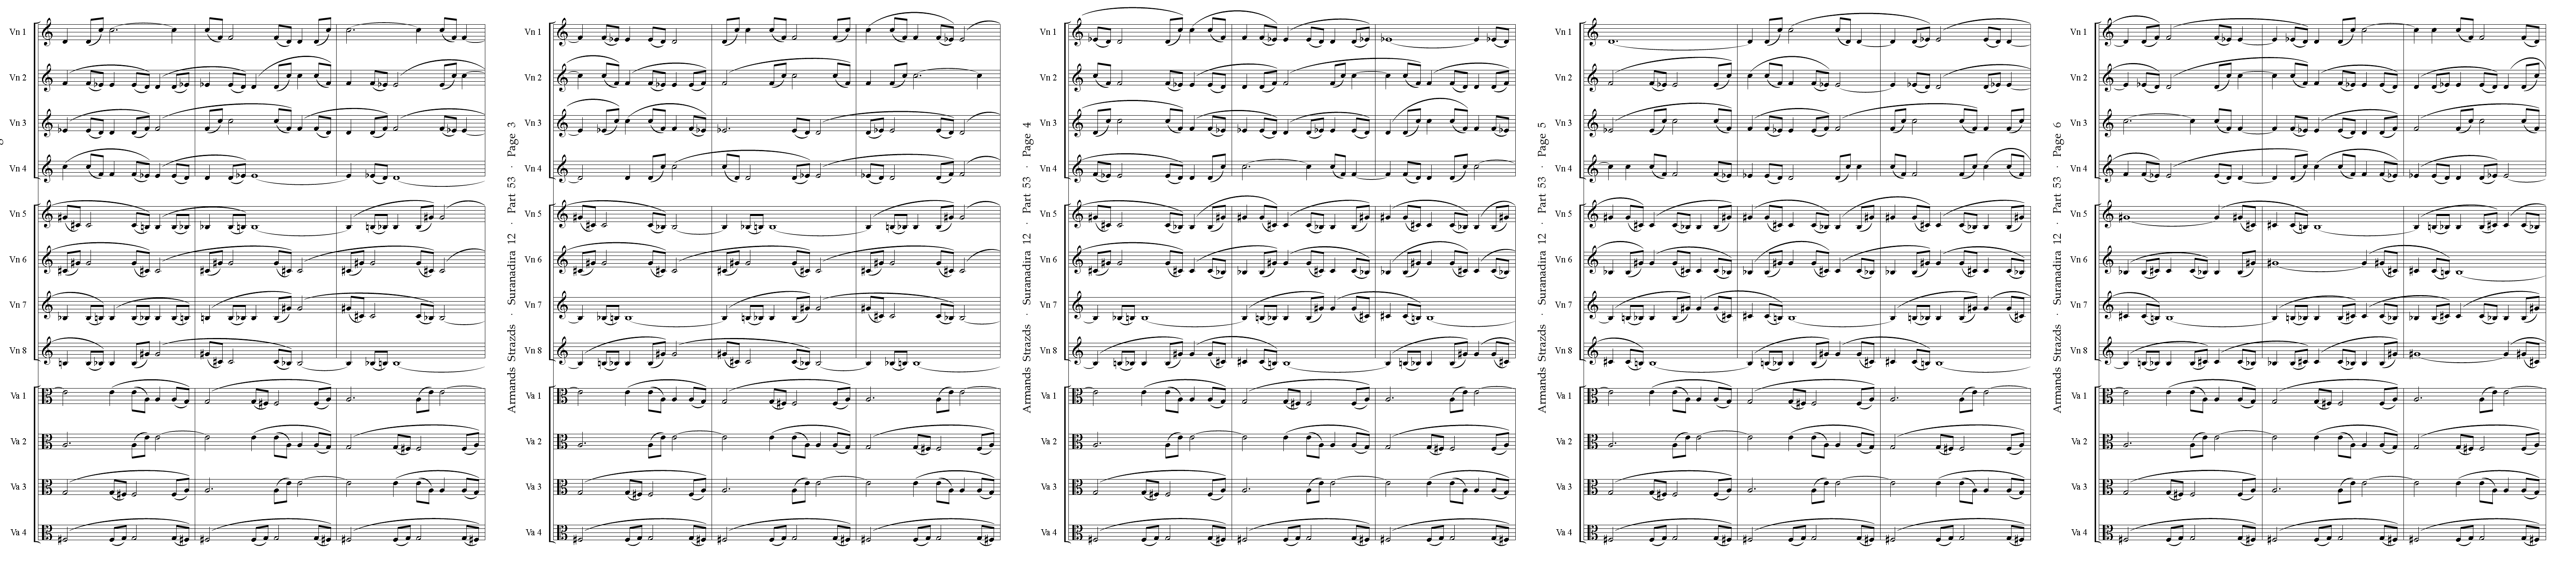 Vn 1
Vn 2
Vn 3
Vn 4
Vn 5
Vn 6
Vn 7
Vn 8
Va 1
Va 2
Va 3
Va 4
Armands Strazds · Suranadira 12 · Part 53 · Page 3
Vn 1
Vn 2
Vn 3
Vn 4
Vn 5
Vn 6
Vn 7
Vn 8
Va 1
Va 2
Va 3
Va 4
Armands Strazds · Suranadira 12 · Part 53 · Page 4
Vn 1
Vn 2
Vn 3
Vn 4
Vn 5
Vn 6
Vn 7
Vn 8
Va 1
Va 2
Va 3
Va 4
Armands Strazds · Suranadira 12 · Part 53 · Page 5
Vn 1
Vn 2
Vn 3
Vn 4
Vn 5
Vn 6
Vn 7
Vn 8
Va 1
Va 2
Va 3
Va 4
Armands Strazds · Suranadira 12 · Part 53 · Page 6
Vn 1
Vn 2
Vn 3
Vn 4
Vn 5
Vn 6
Vn 7
Vn 8
Va 1
Va 2
Va 3
Va 4